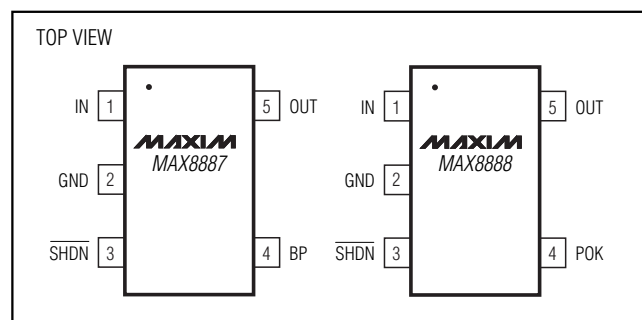 TOP VIEW
IN 1 5 OUT
MAXIM
MAX8887
GND 2
SHDN 3 4 BP
IN 1 5 OUT
MAXIM
MAX8888
GND 2
SHDN 3 4 POK